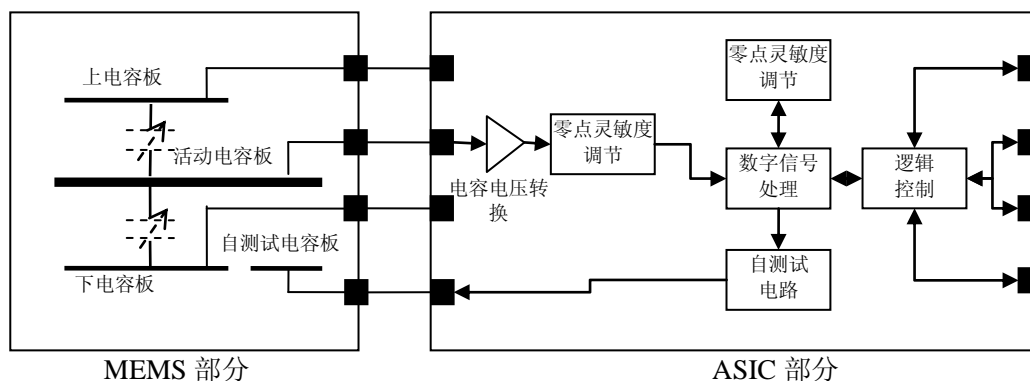 上电容板
活动电容板
自测试电容板
下电容板
MEMS 部分
零点灵敏度
调节
零点灵敏度
调节
电容电压转
换
数字信号
处理
逻辑
控制
自测试
电路
ASIC 部分